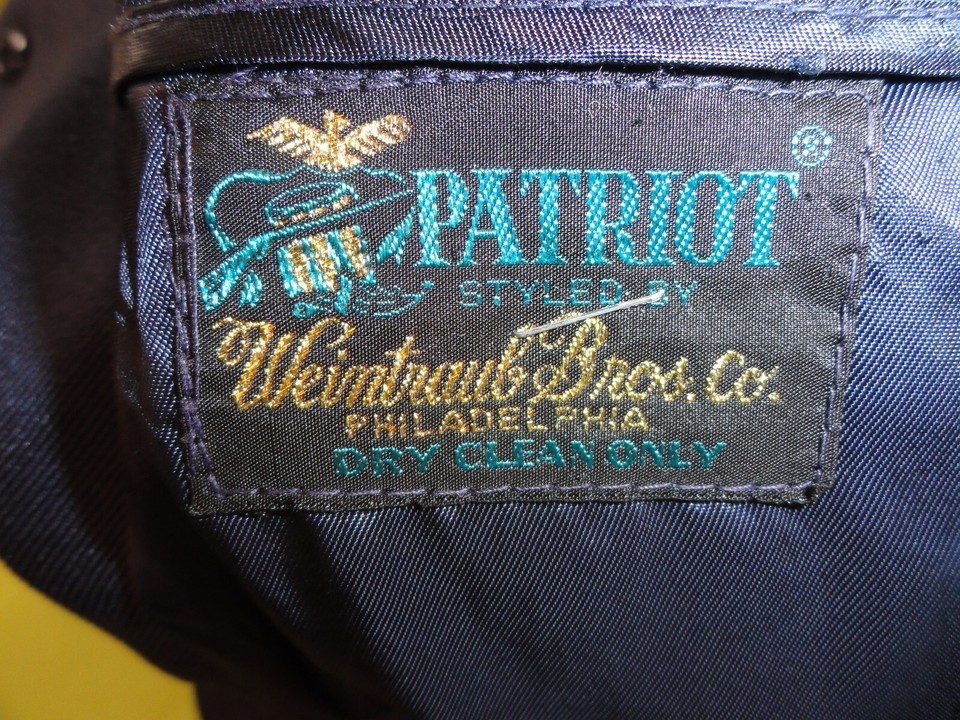 PATRIOT
STYLED BY
Weintraub Bros. Co.
PHILADELPHIA
DRY CLEAN ONLY